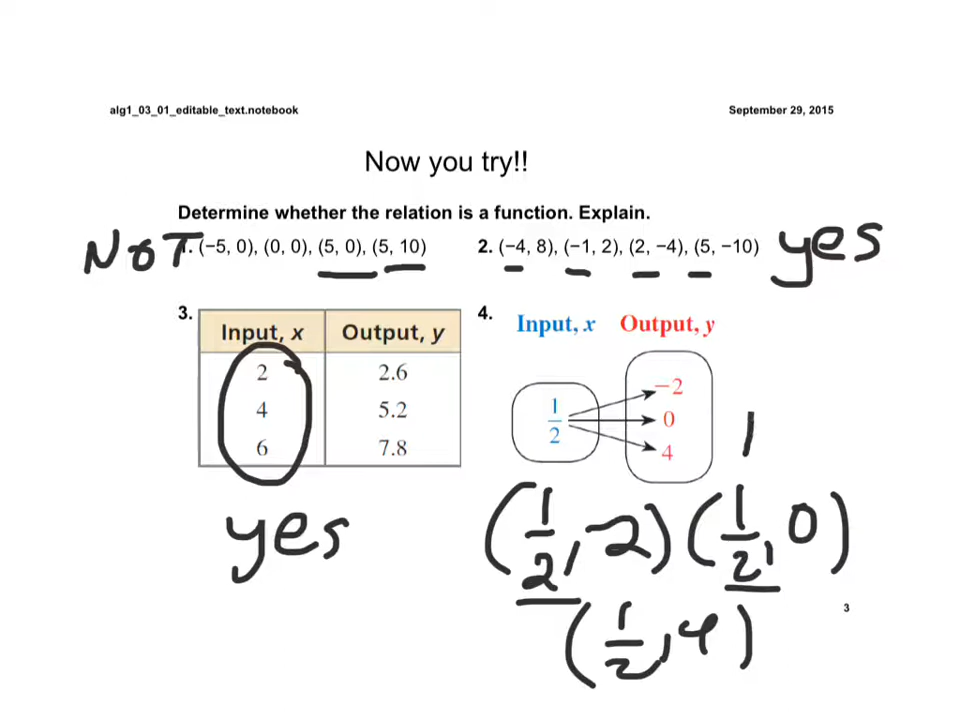 alg1_03_01_editable_text.notebook September 29, 2015
Now you try!!
Determine whether the relation is a function. Explain.
NOT 1. (−5, 0), (0, 0), (5, 0), (5, 10) 2. (−4, 8), (−1, 2), (2, −4), (5, −10) yes
3. 4.
Input, x Output, y Input, x Output, y
2 2.6 −2
4 5.2 1/2 0 1
6 7.8 4
yes (1/2, -2) (1/2, 0)
(1/2, 4)
3